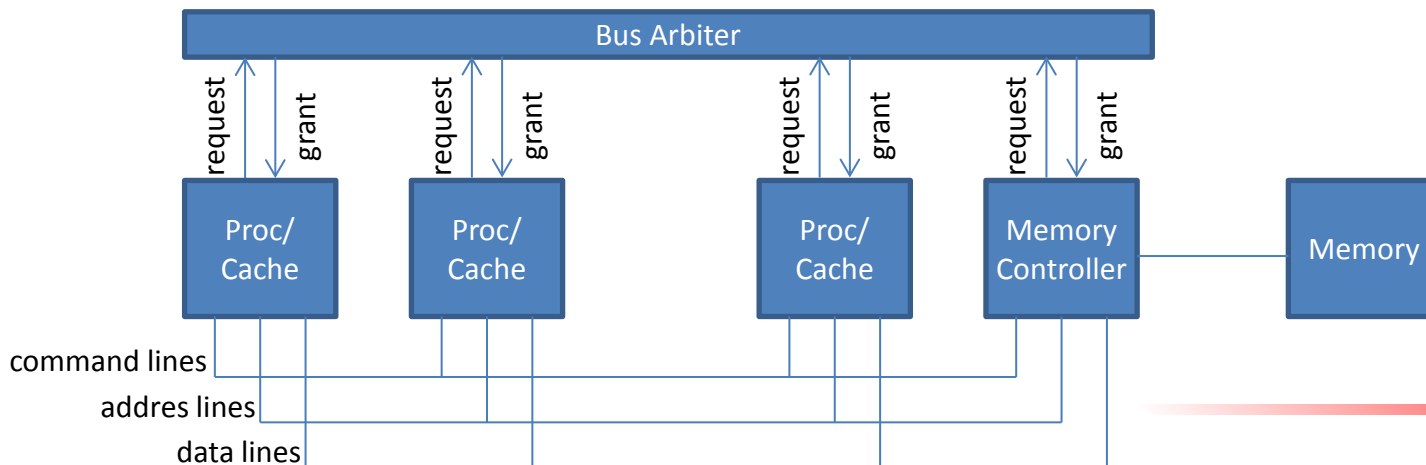 Bus Arbiter
request
grant
request
grant
request
grant
request
grant
Proc/
Cache
Proc/
Cache
Proc/
Cache
Memory
Controller
Memory
command lines
addres lines
data lines